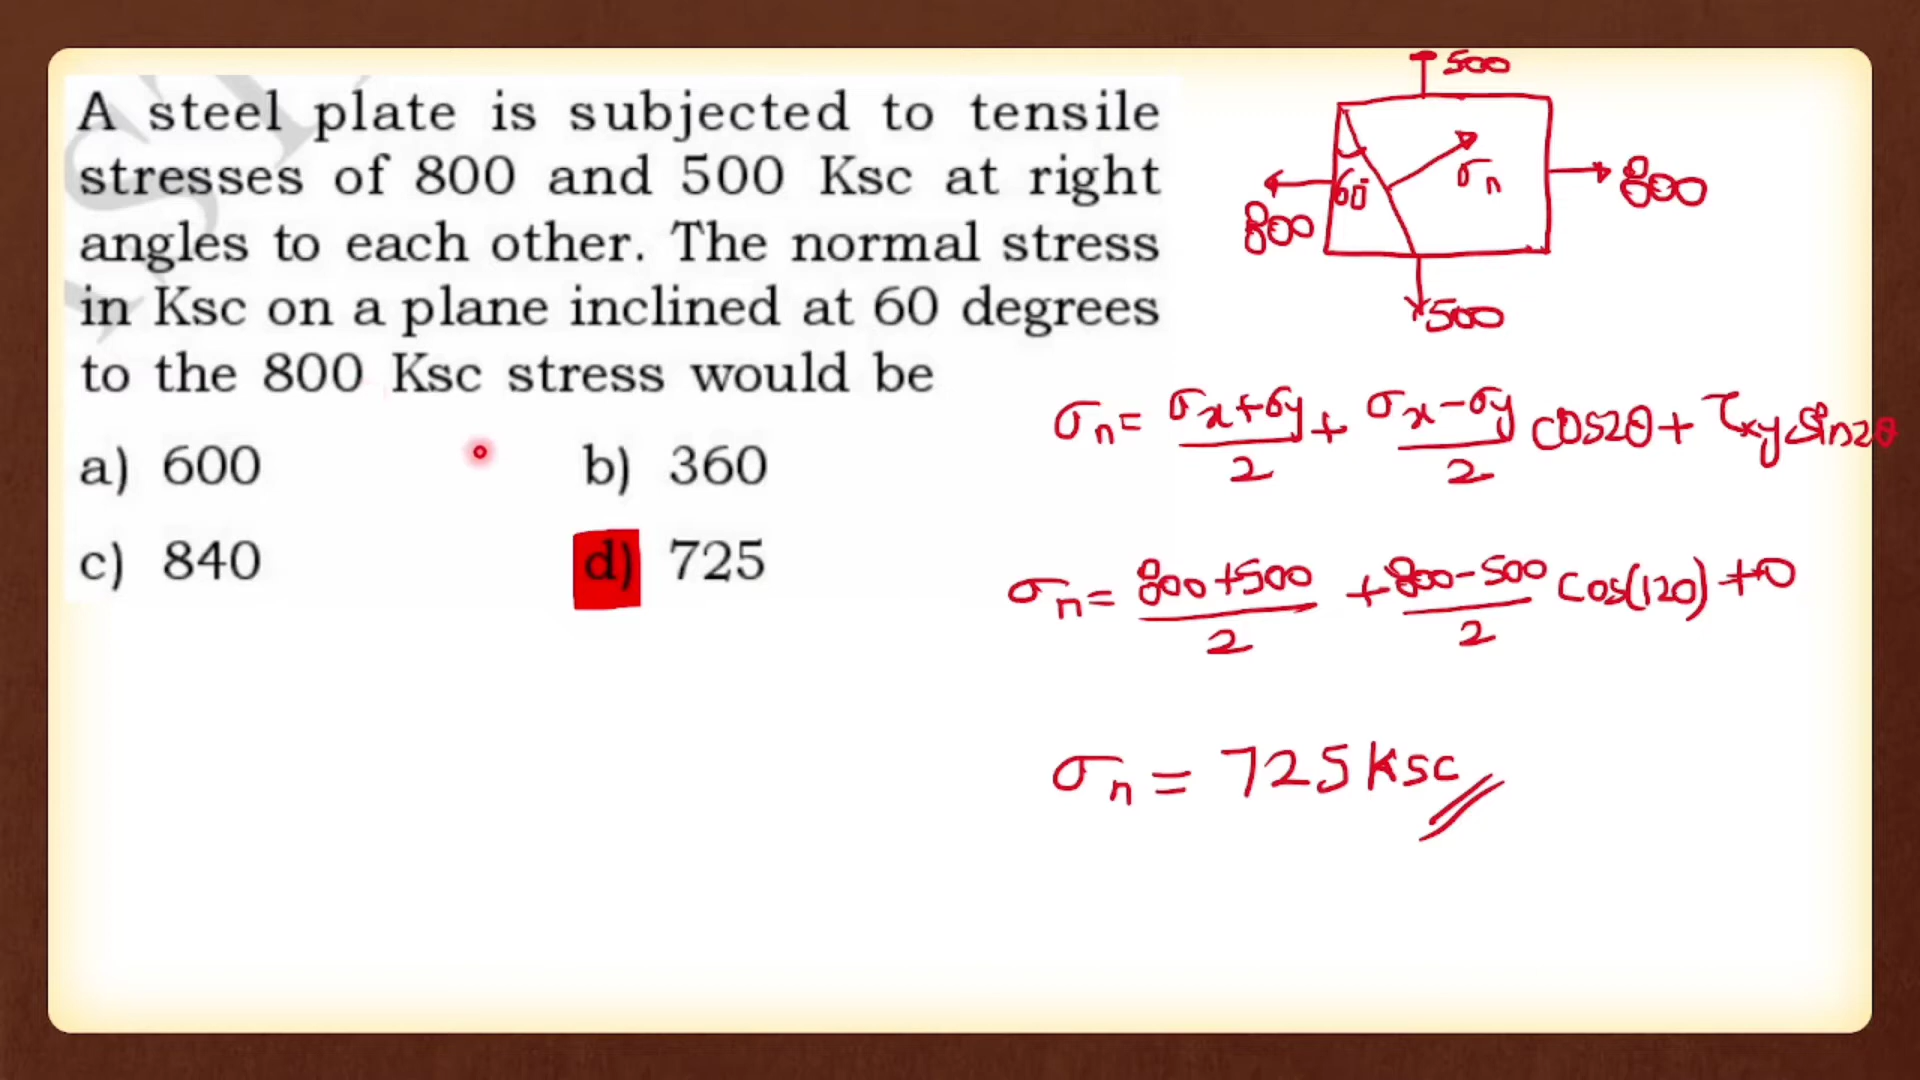 A steel plate is subjected to tensile
stresses of 800 and 500 Ksc at right
angles to each other. The normal stress
in Ksc on a plane inclined at 60 degrees
to the 800 Ksc stress would be
a) 600
b) 360
c) 840
d) 725
500
60°
σn
800
800
500
σn = σx+σy/2 + σx-σy/2 cos2θ + τxy sin2θ
σn = 800+500/2 + 800-500/2 cos(120) + 0
σn = 725 ksc